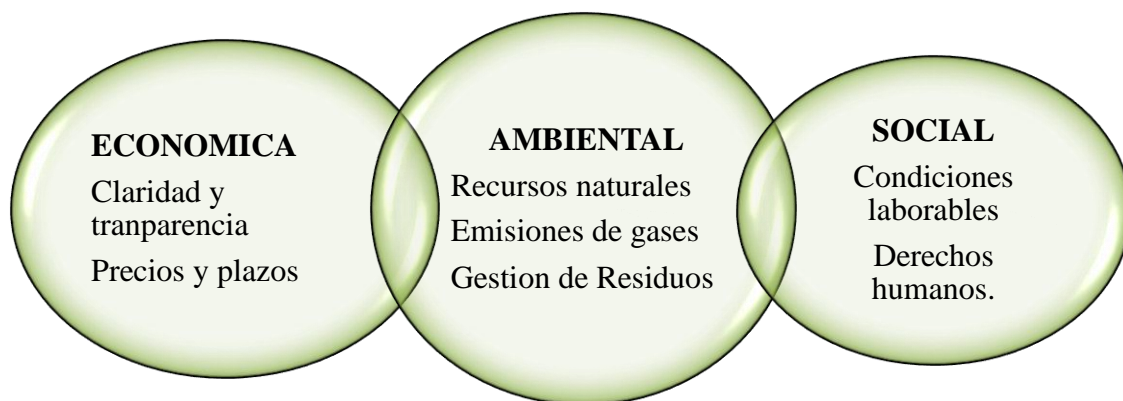 ECONOMICA
Claridad y
tranparencia
Precios y plazos
AMBIENTAL
Recursos naturales
Emisiones de gases
Gestion de Residuos
SOCIAL
Condiciones
laborables
Derechos
humanos.